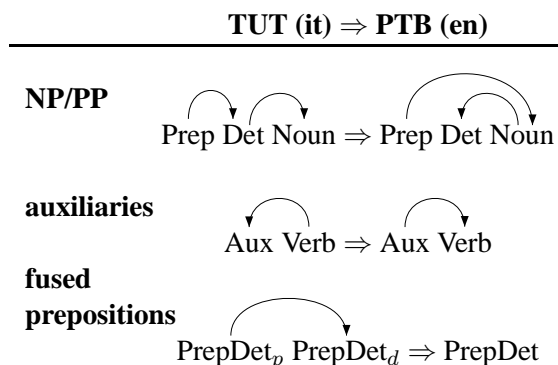 TUT (it) ⇒ PTB (en)
NP/PP
Prep Det Noun ⇒ Prep Det Noun
auxiliaries
Aux Verb ⇒ Aux Verb
fused
prepositions
PrepDetₚ PrepDet_d ⇒ PrepDet